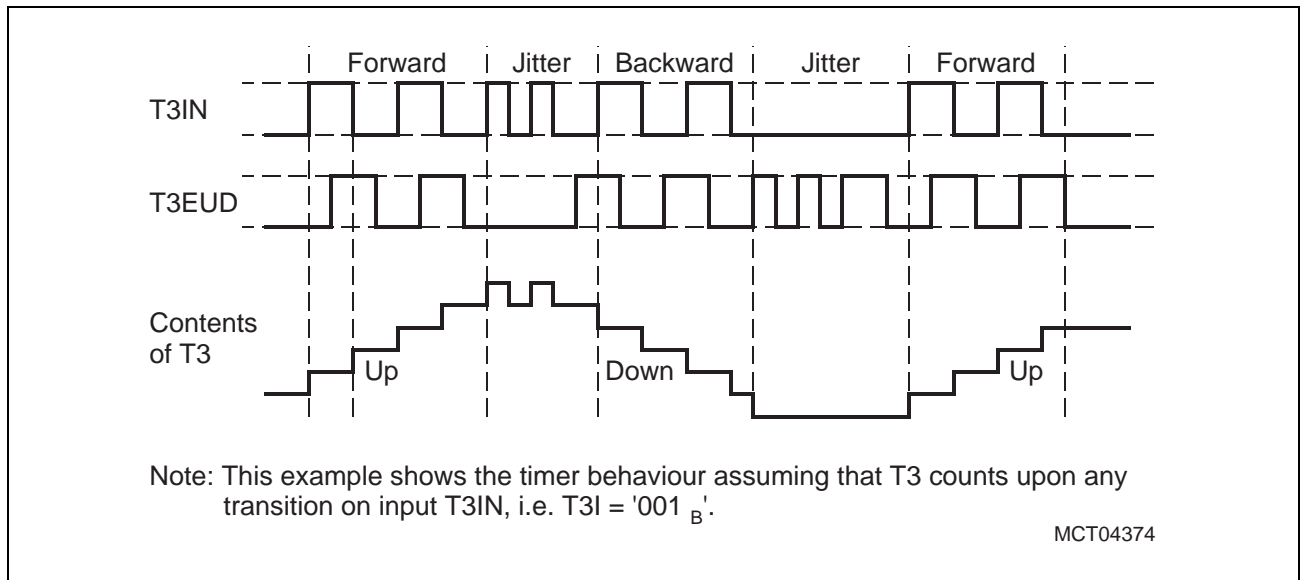 Forward Jitter Backward Jitter Forward
T3IN
T3EUD
Contents
of T3
Up Down Up
Note: This example shows the timer behaviour assuming that T3 counts upon any
transition on input T3IN, i.e. T3I = '001 B'.
MCT04374